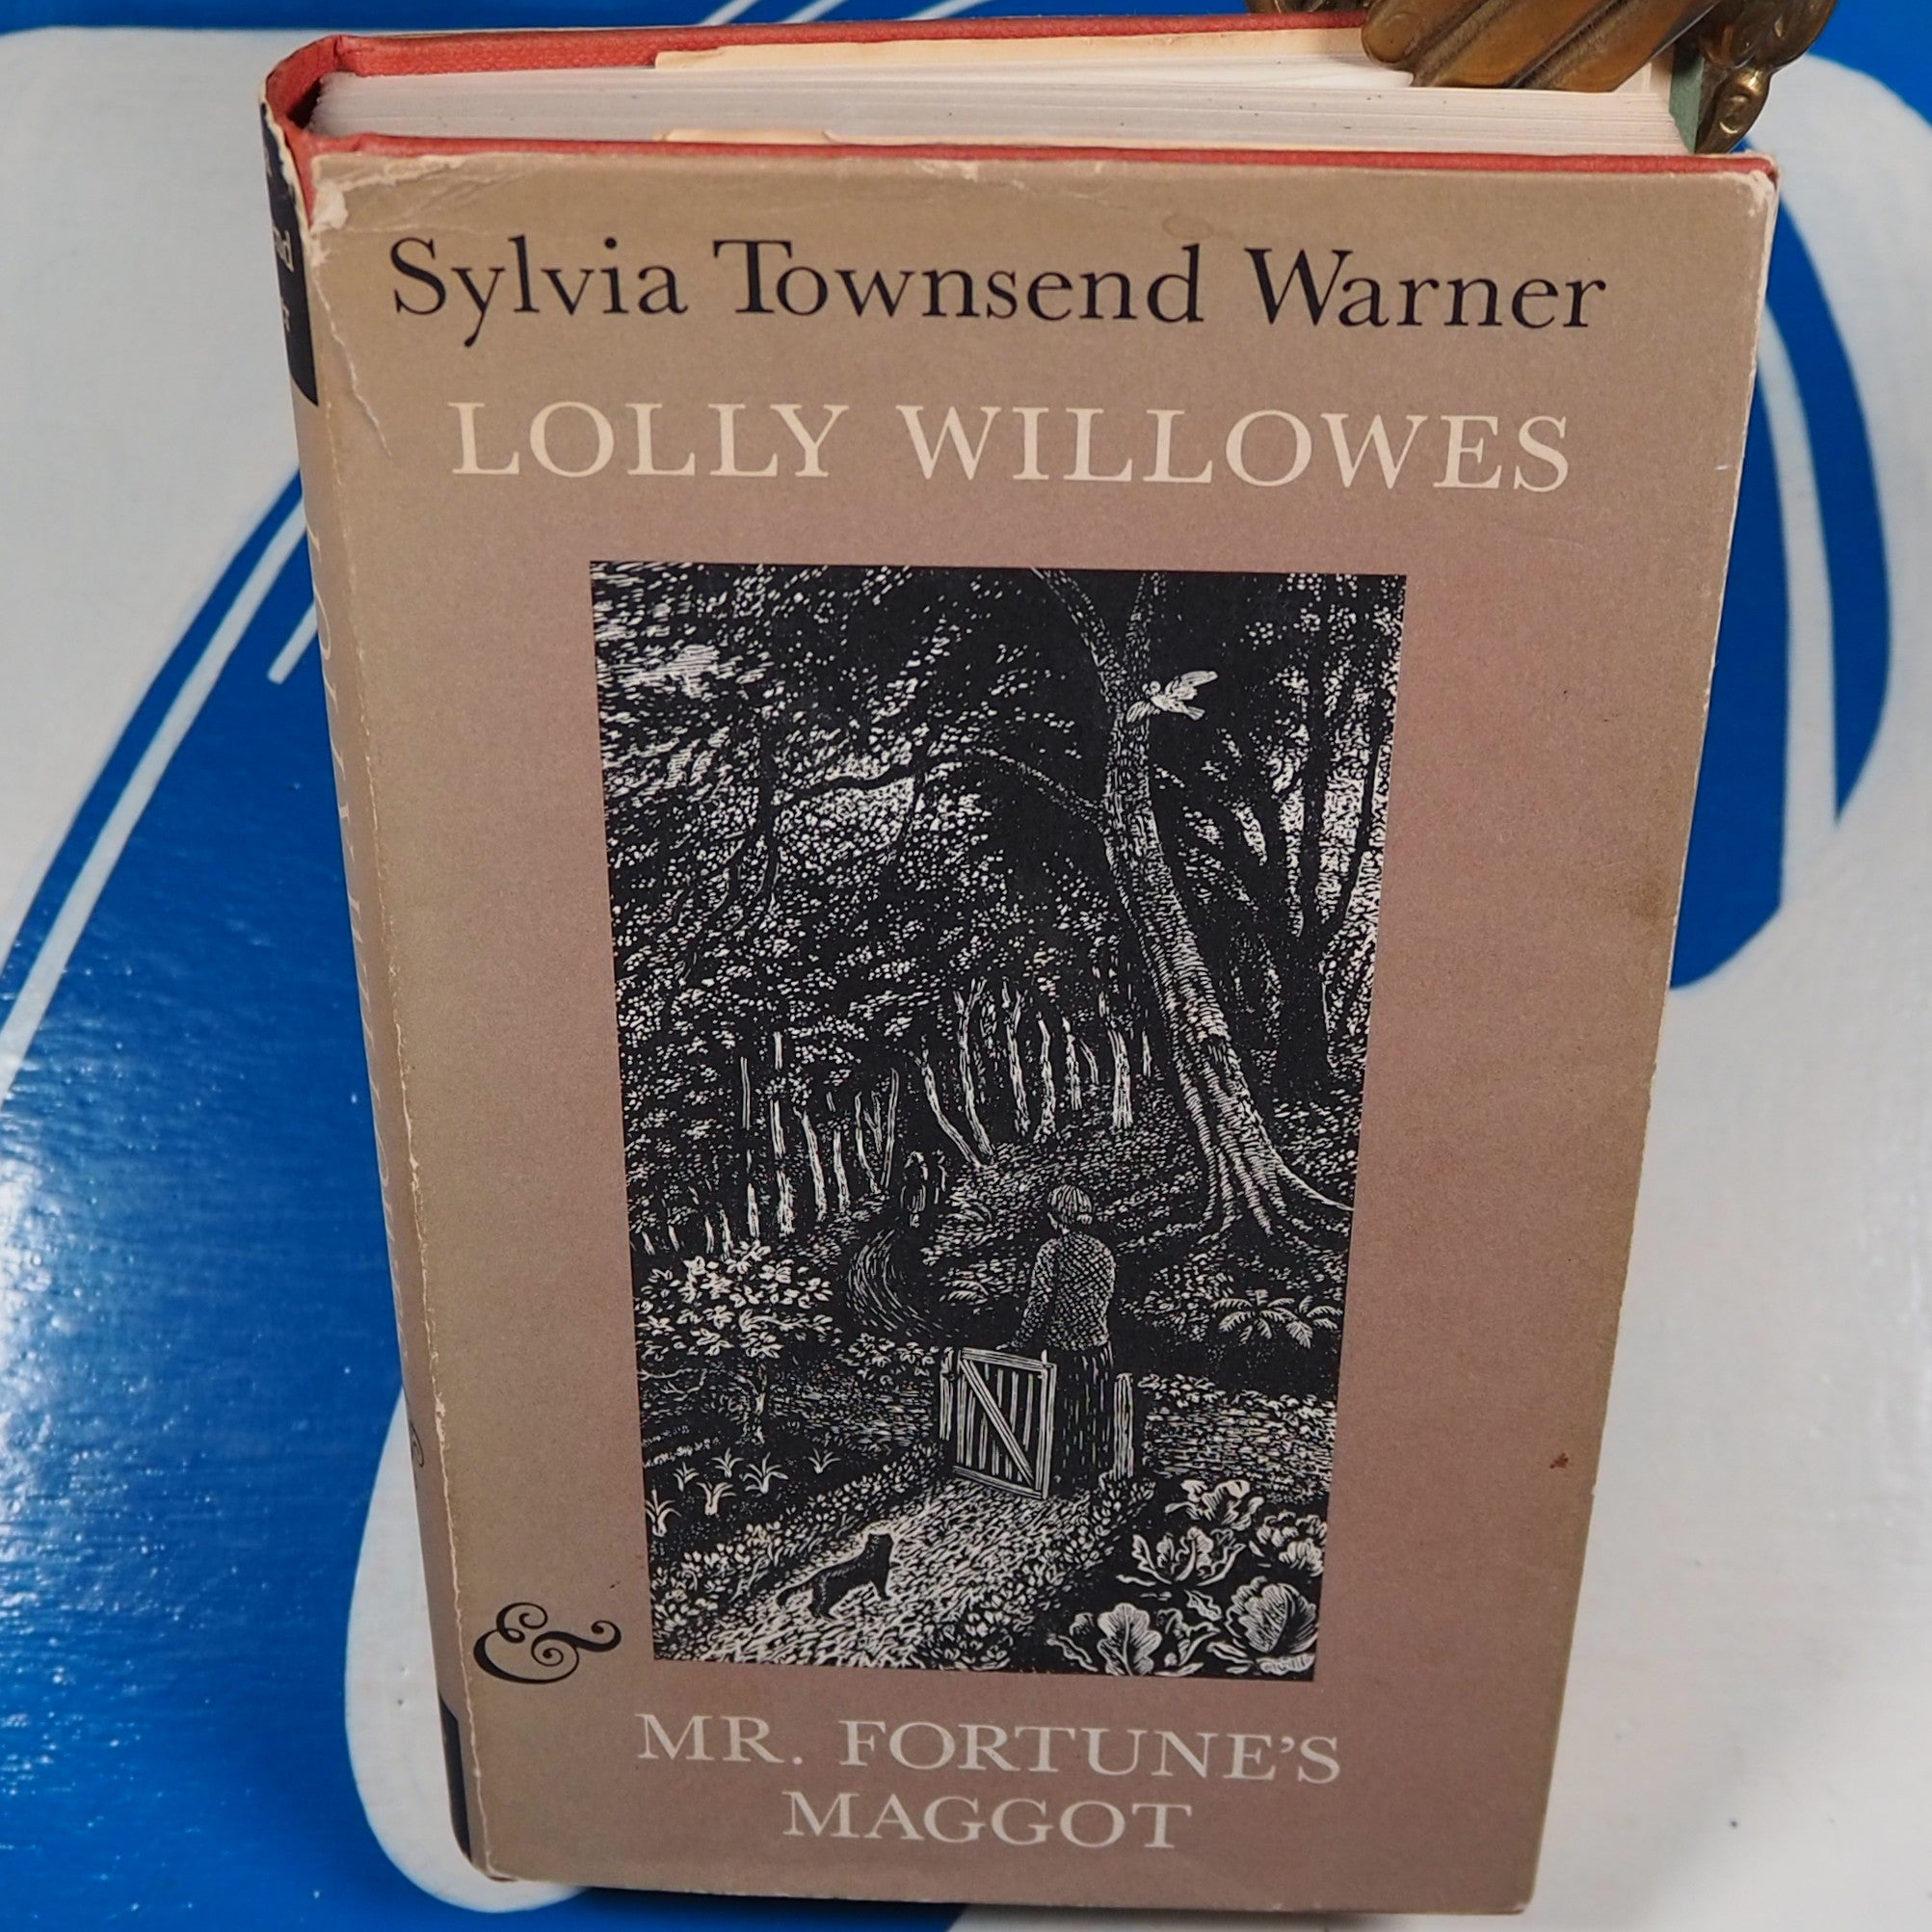 Sylvia Townsend Warner
LOLLY WILLOWES
&
MR. FORTUNE'S
MAGGOT